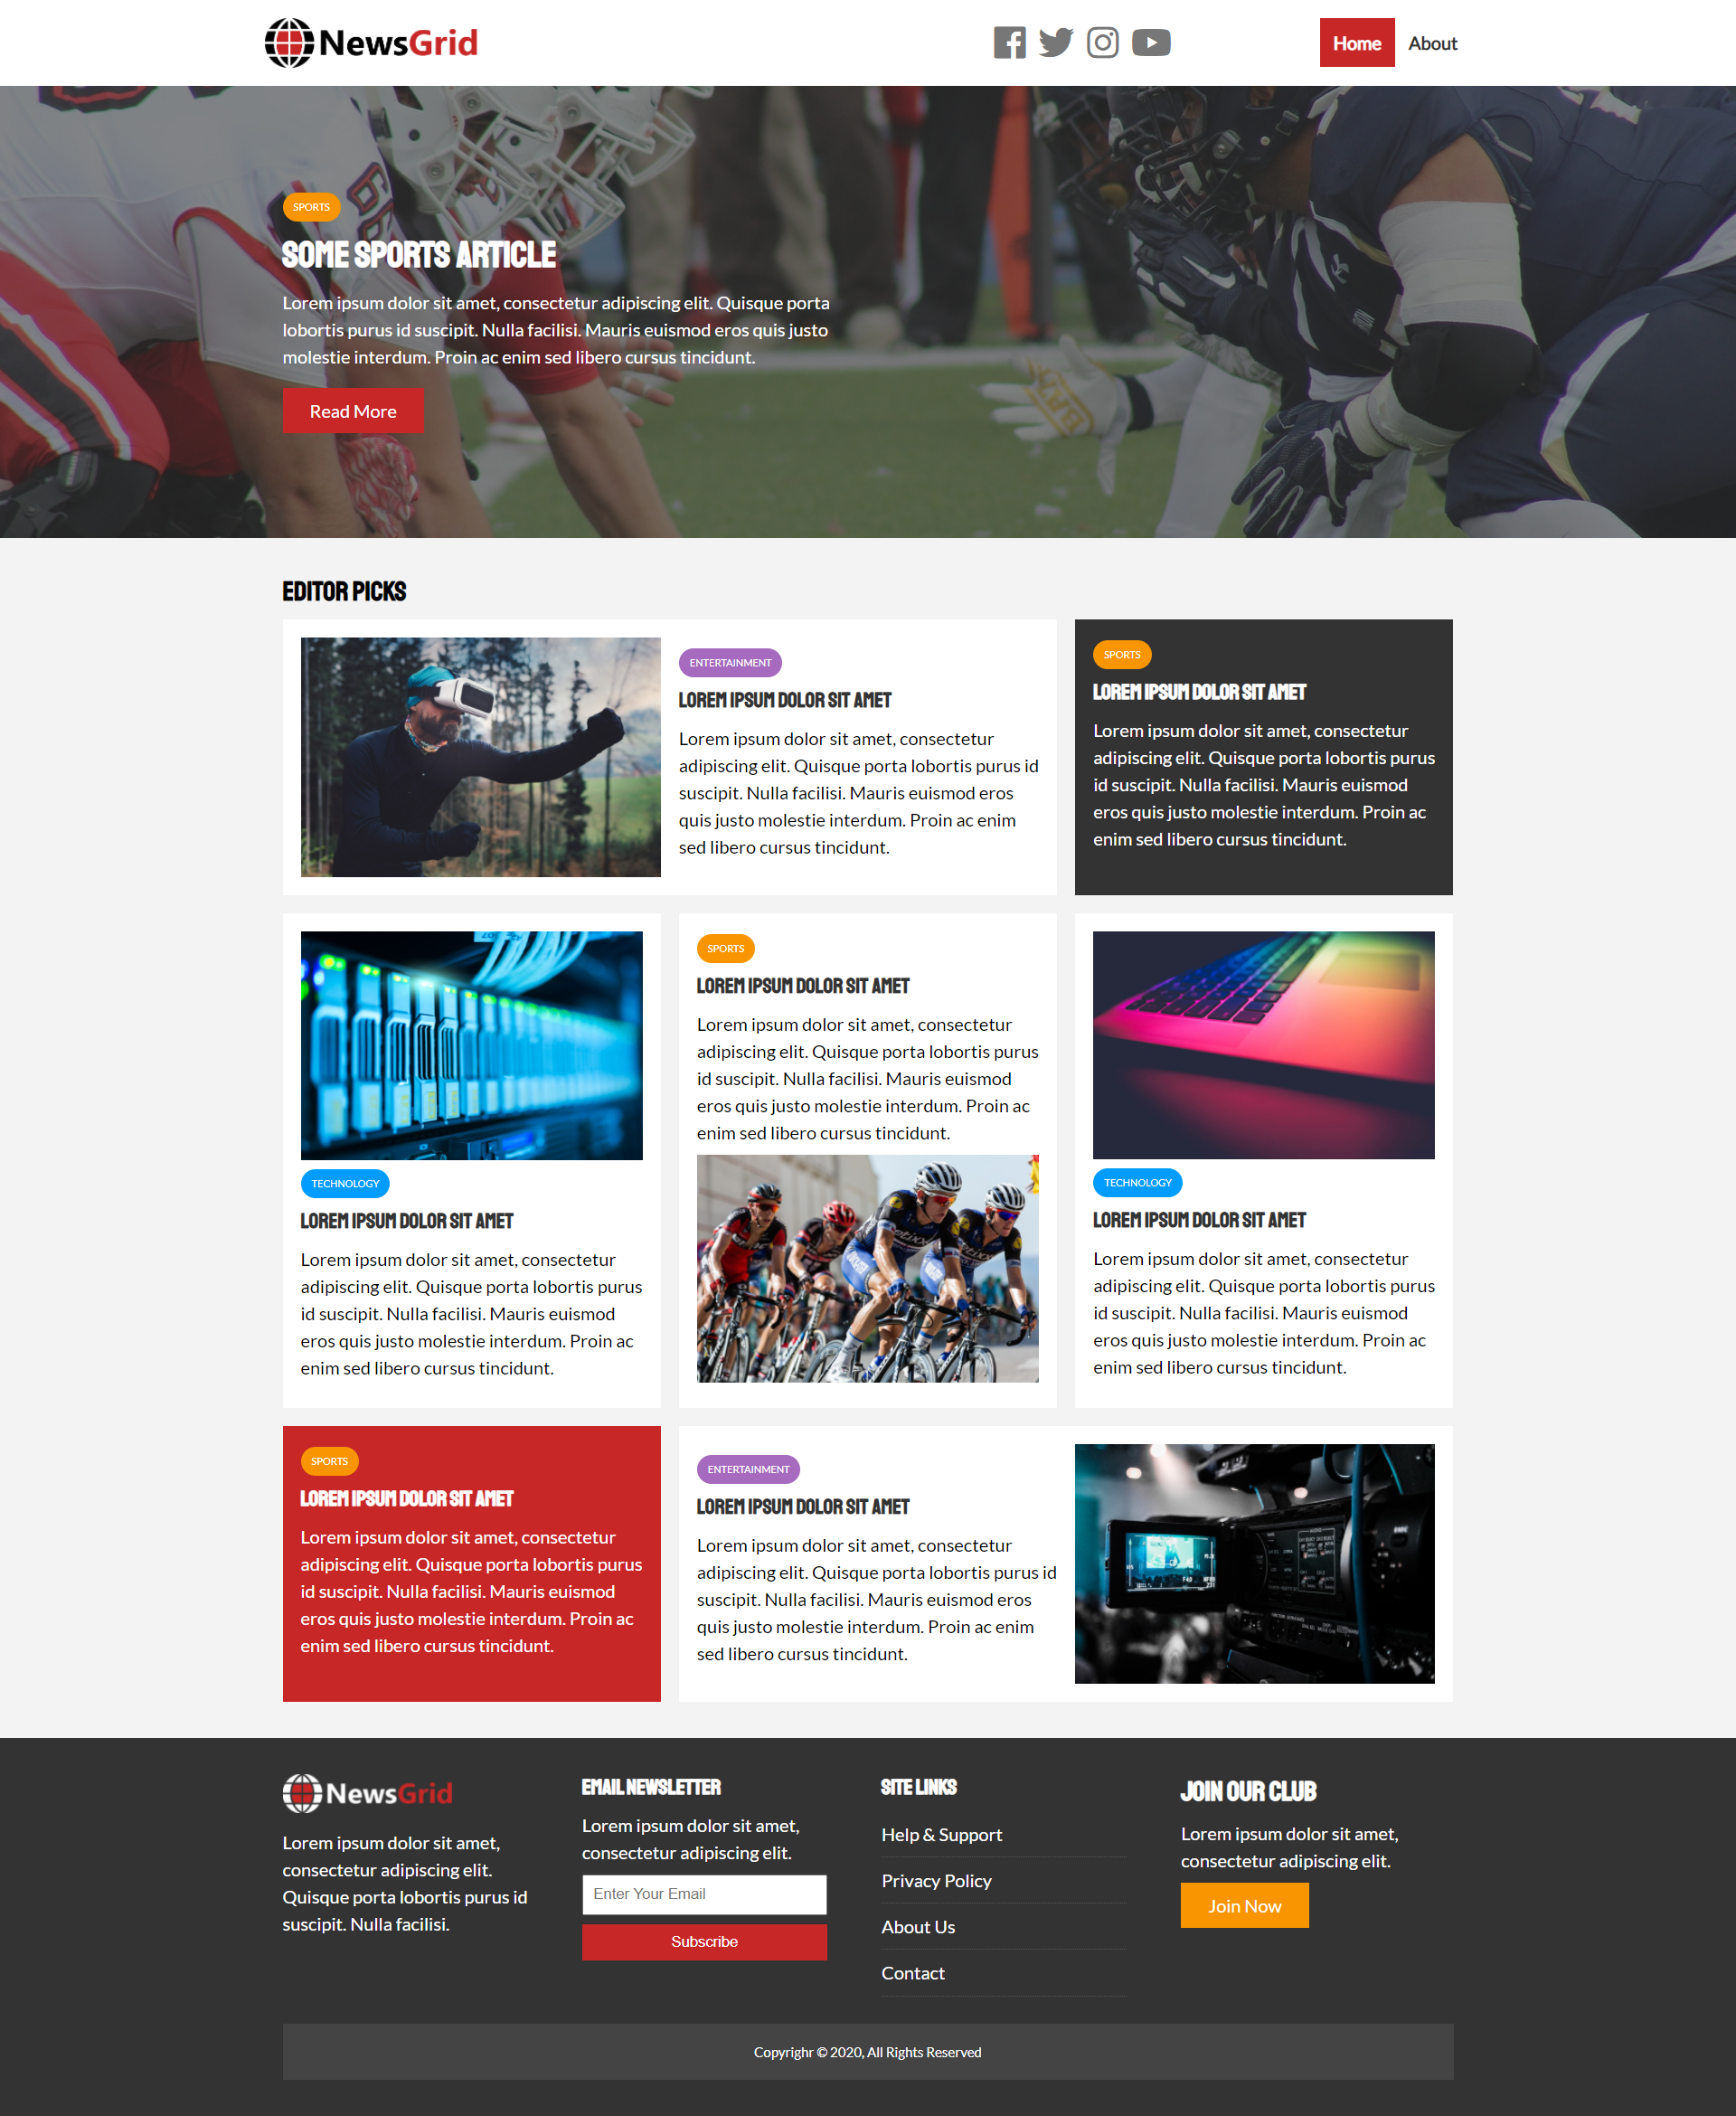 NewsGrid
Home
About
SPORTS
SOME SPORTS ARTICLE
Lorem ipsum dolor sit amet, consectetur adipiscing elit. Quisque porta
lobortis purus id suscipit. Nulla facilisi. Mauris euismod eros quis justo
molestie interdum. Proin ac enim sed libero cursus tincidunt.
Read More
EDITOR PICKS
ENTERTAINMENT
LOREM IPSUM DOLOR SIT AMET
Lorem ipsum dolor sit amet, consectetur
adipiscing elit. Quisque porta lobortis purus id
suscipit. Nulla facilisi. Mauris euismod eros
quis justo molestie interdum. Proin ac enim
sed libero cursus tincidunt.
SPORTS
LOREM IPSUM DOLOR SIT AMET
Lorem ipsum dolor sit amet, consectetur
adipiscing elit. Quisque porta lobortis purus
id suscipit. Nulla facilisi. Mauris euismod
eros quis justo molestie interdum. Proin ac
enim sed libero cursus tincidunt.
TECHNOLOGY
LOREM IPSUM DOLOR SIT AMET
Lorem ipsum dolor sit amet, consectetur
adipiscing elit. Quisque porta lobortis purus
id suscipit. Nulla facilisi. Mauris euismod
eros quis justo molestie interdum. Proin ac
enim sed libero cursus tincidunt.
SPORTS
LOREM IPSUM DOLOR SIT AMET
Lorem ipsum dolor sit amet, consectetur
adipiscing elit. Quisque porta lobortis purus
id suscipit. Nulla facilisi. Mauris euismod
eros quis justo molestie interdum. Proin ac
enim sed libero cursus tincidunt.
TECHNOLOGY
LOREM IPSUM DOLOR SIT AMET
Lorem ipsum dolor sit amet, consectetur
adipiscing elit. Quisque porta lobortis purus
id suscipit. Nulla facilisi. Mauris euismod
eros quis justo molestie interdum. Proin ac
enim sed libero cursus tincidunt.
SPORTS
LOREM IPSUM DOLOR SIT AMET
Lorem ipsum dolor sit amet, consectetur
adipiscing elit. Quisque porta lobortis purus
id suscipit. Nulla facilisi. Mauris euismod
eros quis justo molestie interdum. Proin ac
enim sed libero cursus tincidunt.
ENTERTAINMENT
LOREM IPSUM DOLOR SIT AMET
Lorem ipsum dolor sit amet, consectetur
adipiscing elit. Quisque porta lobortis purus id
suscipit. Nulla facilisi. Mauris euismod eros
quis justo molestie interdum. Proin ac enim
sed libero cursus tincidunt.
NewsGrid
Lorem ipsum dolor sit amet,
consectetur adipiscing elit.
Quisque porta lobortis purus id
suscipit. Nulla facilisi.
EMAIL NEWSLETTER
Lorem ipsum dolor sit amet,
consectetur adipiscing elit.
Enter Your Email
Subscribe
SITE LINKS
Help & Support
Privacy Policy
About Us
Contact
JOIN OUR CLUB
Lorem ipsum dolor sit amet,
consectetur adipiscing elit.
Join Now
Copyrighr © 2020, All Rights Reserved